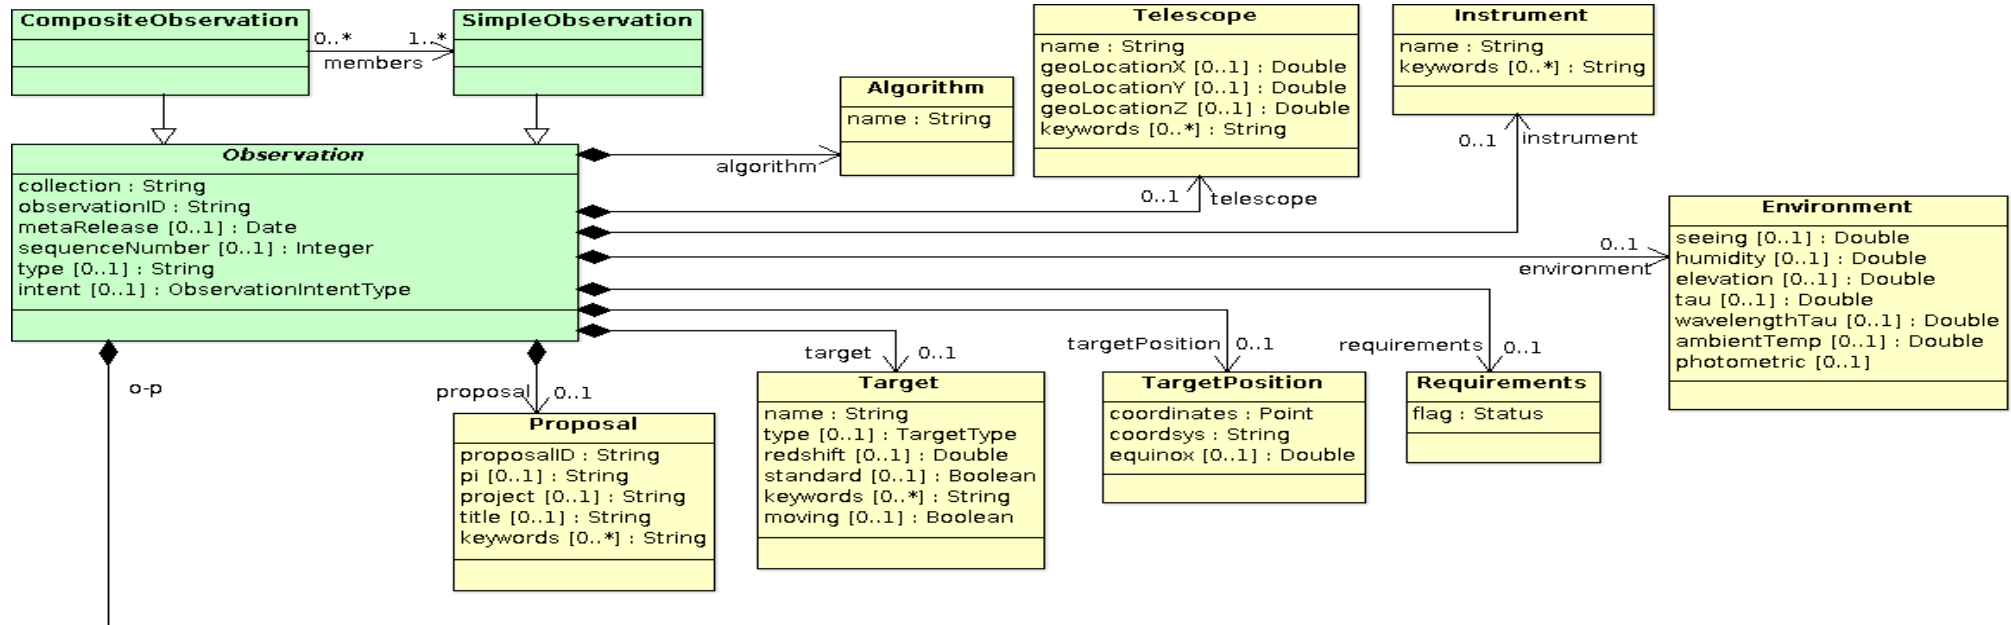 CompositeObservation
0..*
1..*
members
SimpleObservation
Observation
collection : String
observationID : String
metaRelease [0..1] : Date
sequenceNumber [0..1] : Integer
type [0..1] : String
intent [0..1] : ObservationIntentType
o-p
algorithm
Algorithm
name : String
Telescope
name : String
geoLocationX [0..1] : Double
geoLocationY [0..1] : Double
geoLocationZ [0..1] : Double
keywords [0..*] : String
0..1
telescope
Instrument
name : String
keywords [0..*] : String
0..1
instrument
0..1
environment
Environment
seeing [0..1] : Double
humidity [0..1] : Double
elevation [0..1] : Double
tau [0..1] : Double
wavelengthTau [0..1] : Double
ambientTemp [0..1] : Double
photometric [0..1]
proposal
0..1
Proposal
proposalID : String
pi [0..1] : String
project [0..1] : String
title [0..1] : String
keywords [0..*] : String
target
0..1
Target
name : String
type [0..1] : TargetType
redshift [0..1] : Double
standard [0..1] : Boolean
keywords [0..*] : String
moving [0..1] : Boolean
targetPosition
0..1
TargetPosition
coordinates : Point
coordsys : String
equinox [0..1] : Double
requirements
0..1
Requirements
flag : Status